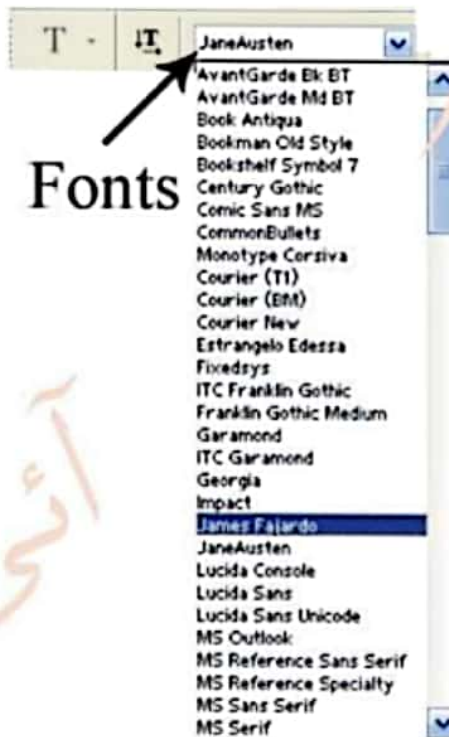 T
T
JaneAusten
Fonts
AvantGarde Bk BT
AvantGarde Md BT
Book Antiqua
Bookman Old Style
Bookshelf Symbol 7
Century Gothic
Comic Sans MS
CommonBullets
Monotype Corsiva
Courier (T1)
Courier (BM)
Courier New
Estrangelo Edessa
Fixedsys
ITC Franklin Gothic
Franklin Gothic Medium
Garamond
ITC Garamond
Georgia
Impact
James Fajardo
JaneAusten
Lucida Console
Lucida Sans
Lucida Sans Unicode
MS Outlook
MS Reference Sans Serif
MS Reference Specialty
MS Sans Serif
MS Serif